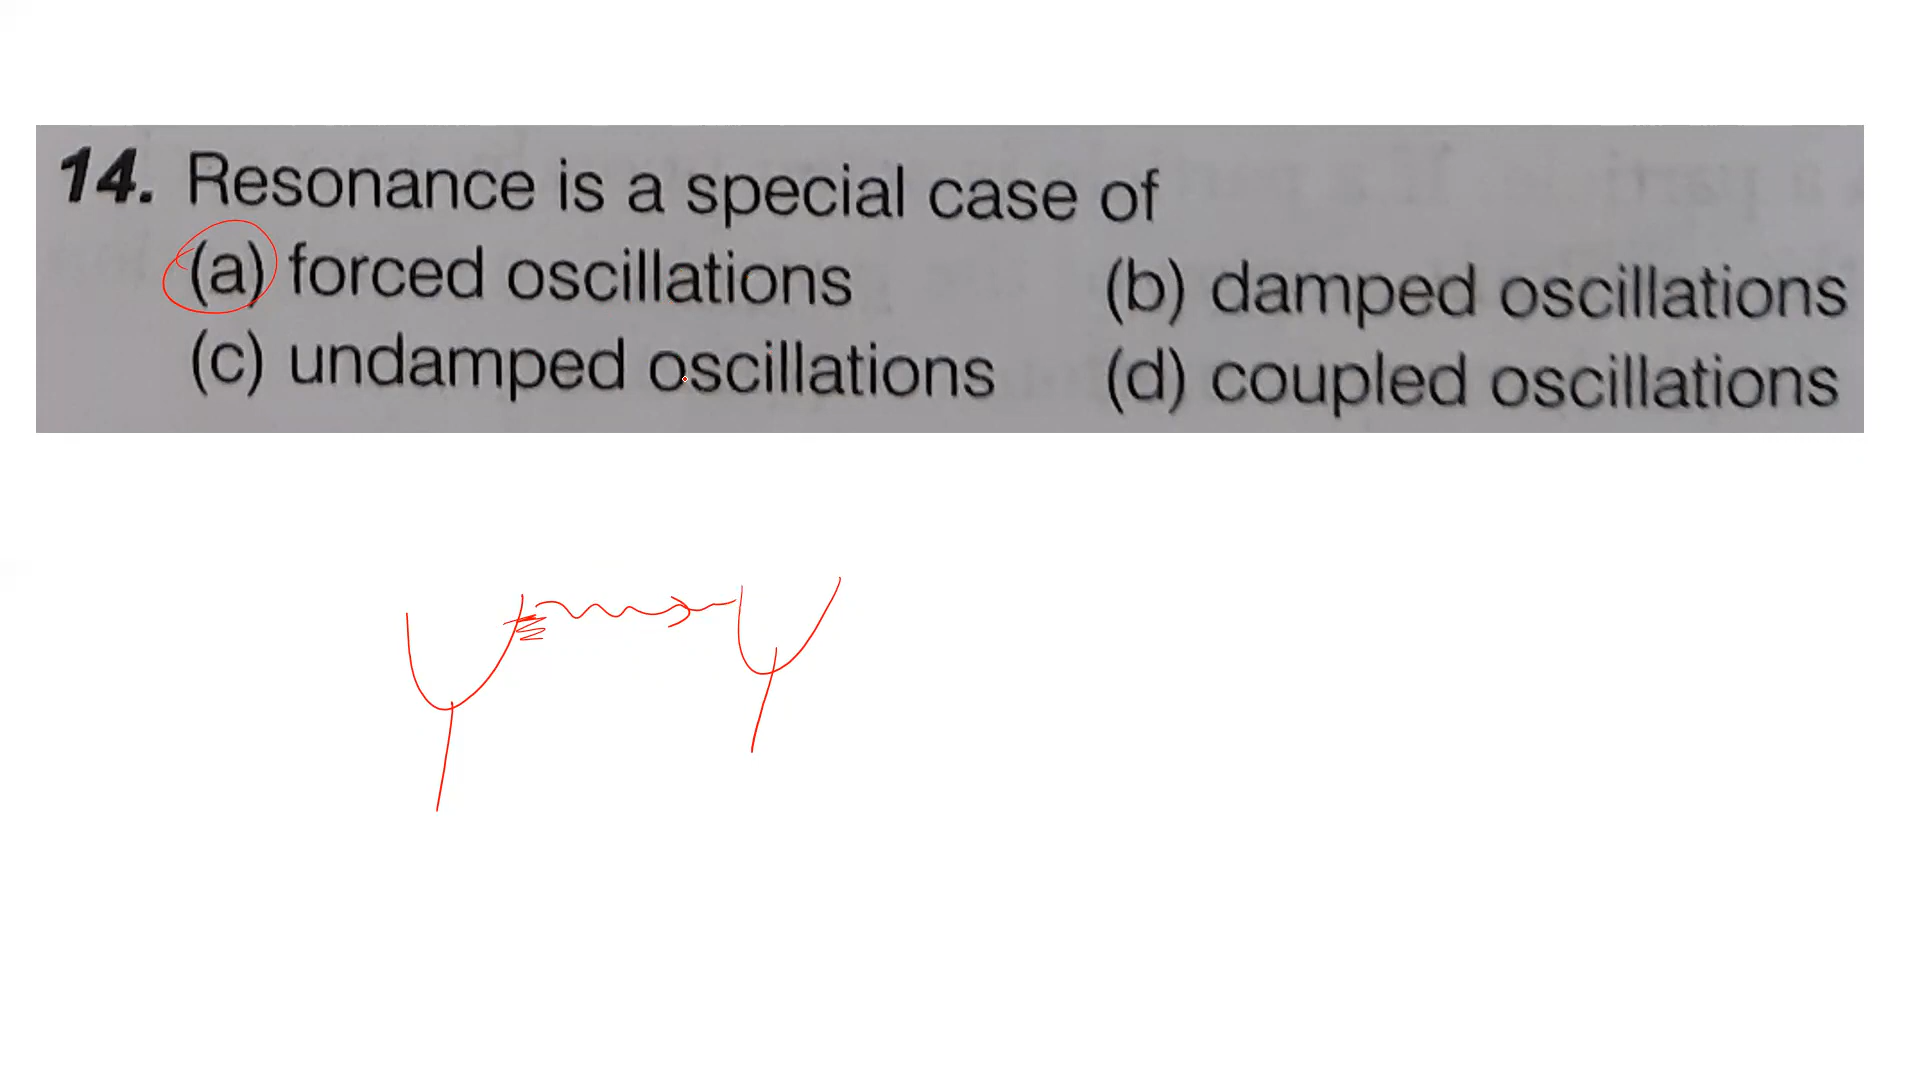 14. Resonance is a special case of
(a) forced oscillations (b) damped oscillations
(c) undamped oscillations (d) coupled oscillations